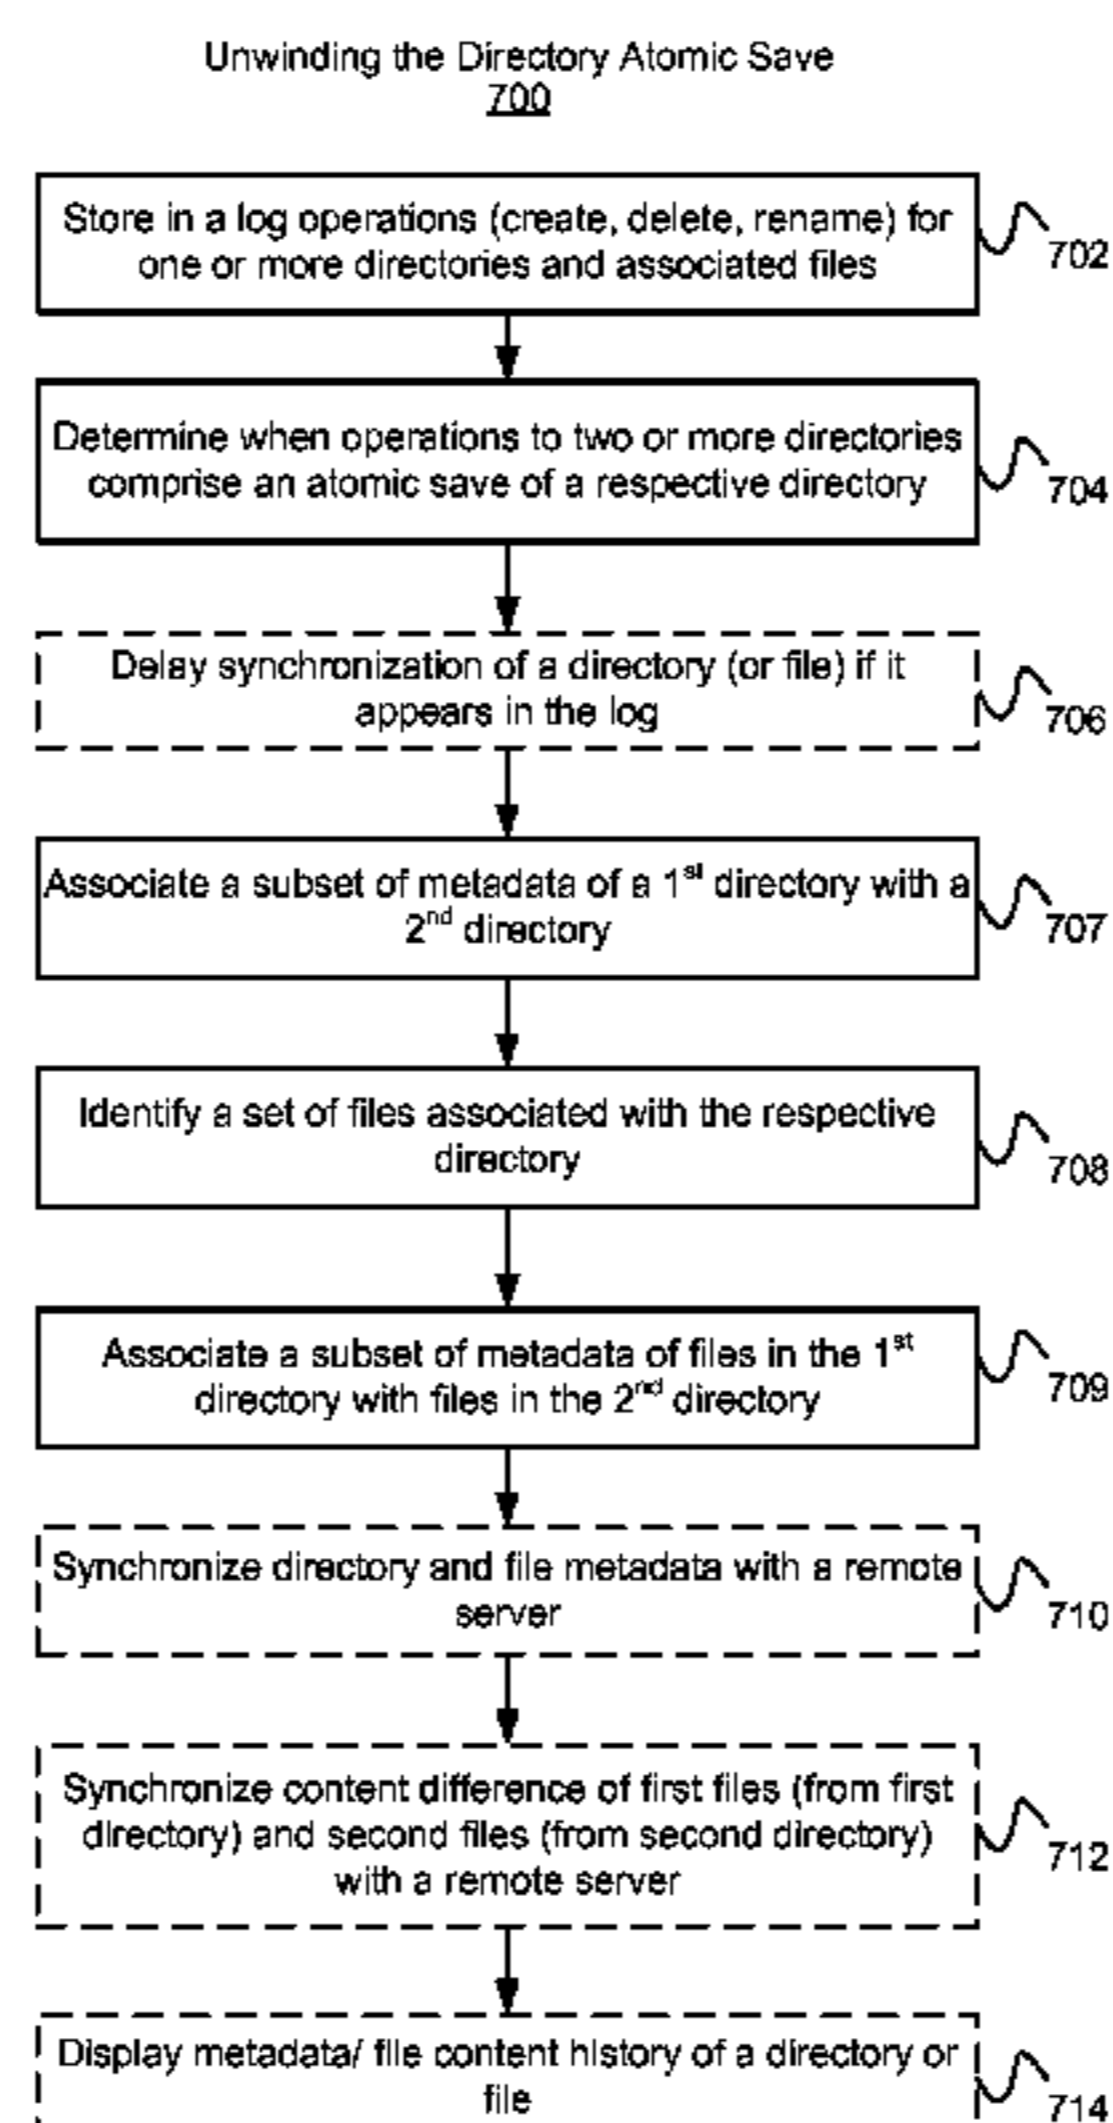 Unwinding the Directory Atomic Save
700
Store in a log operations (create, delete, rename) for
one or more directories and associated files
702
Determine when operations to two or more directories
comprise an atomic save of a respective directory
704
Delay synchronization of a directory (or file) if it
appears in the log
706
Associate a subset of metadata of a 1st directory with a
2nd directory
707
Identify a set of files associated with the respective
directory
708
Associate a subset of metadata of files in the 1st
directory with files in the 2nd directory
709
Synchronize directory and file metadata with a remote
server
710
Synchronize content difference of first files (from first
directory) and second files (from second directory)
with a remote server
712
Display metadata/ file content history of a directory or
file
714